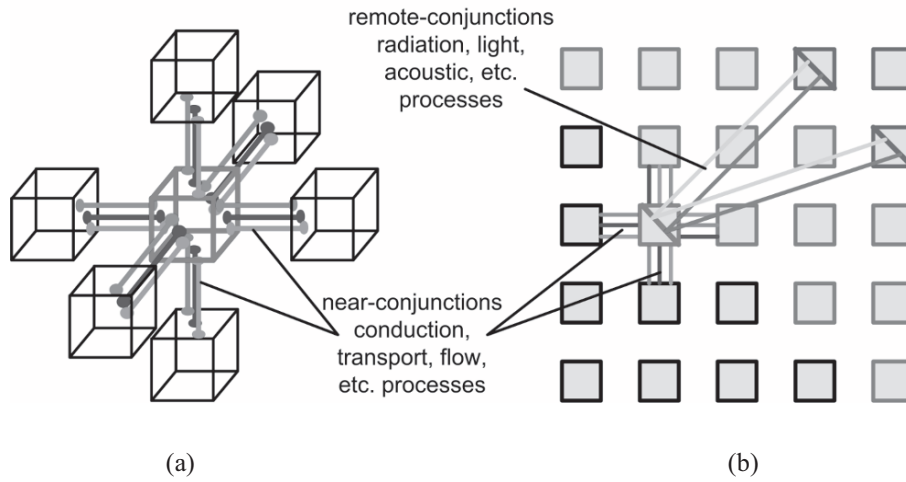 remote-conjunctions
radiation, light,
acoustic, etc.
processes
near-conjunctions
conduction,
transport, flow,
etc. processes
(a)
(b)